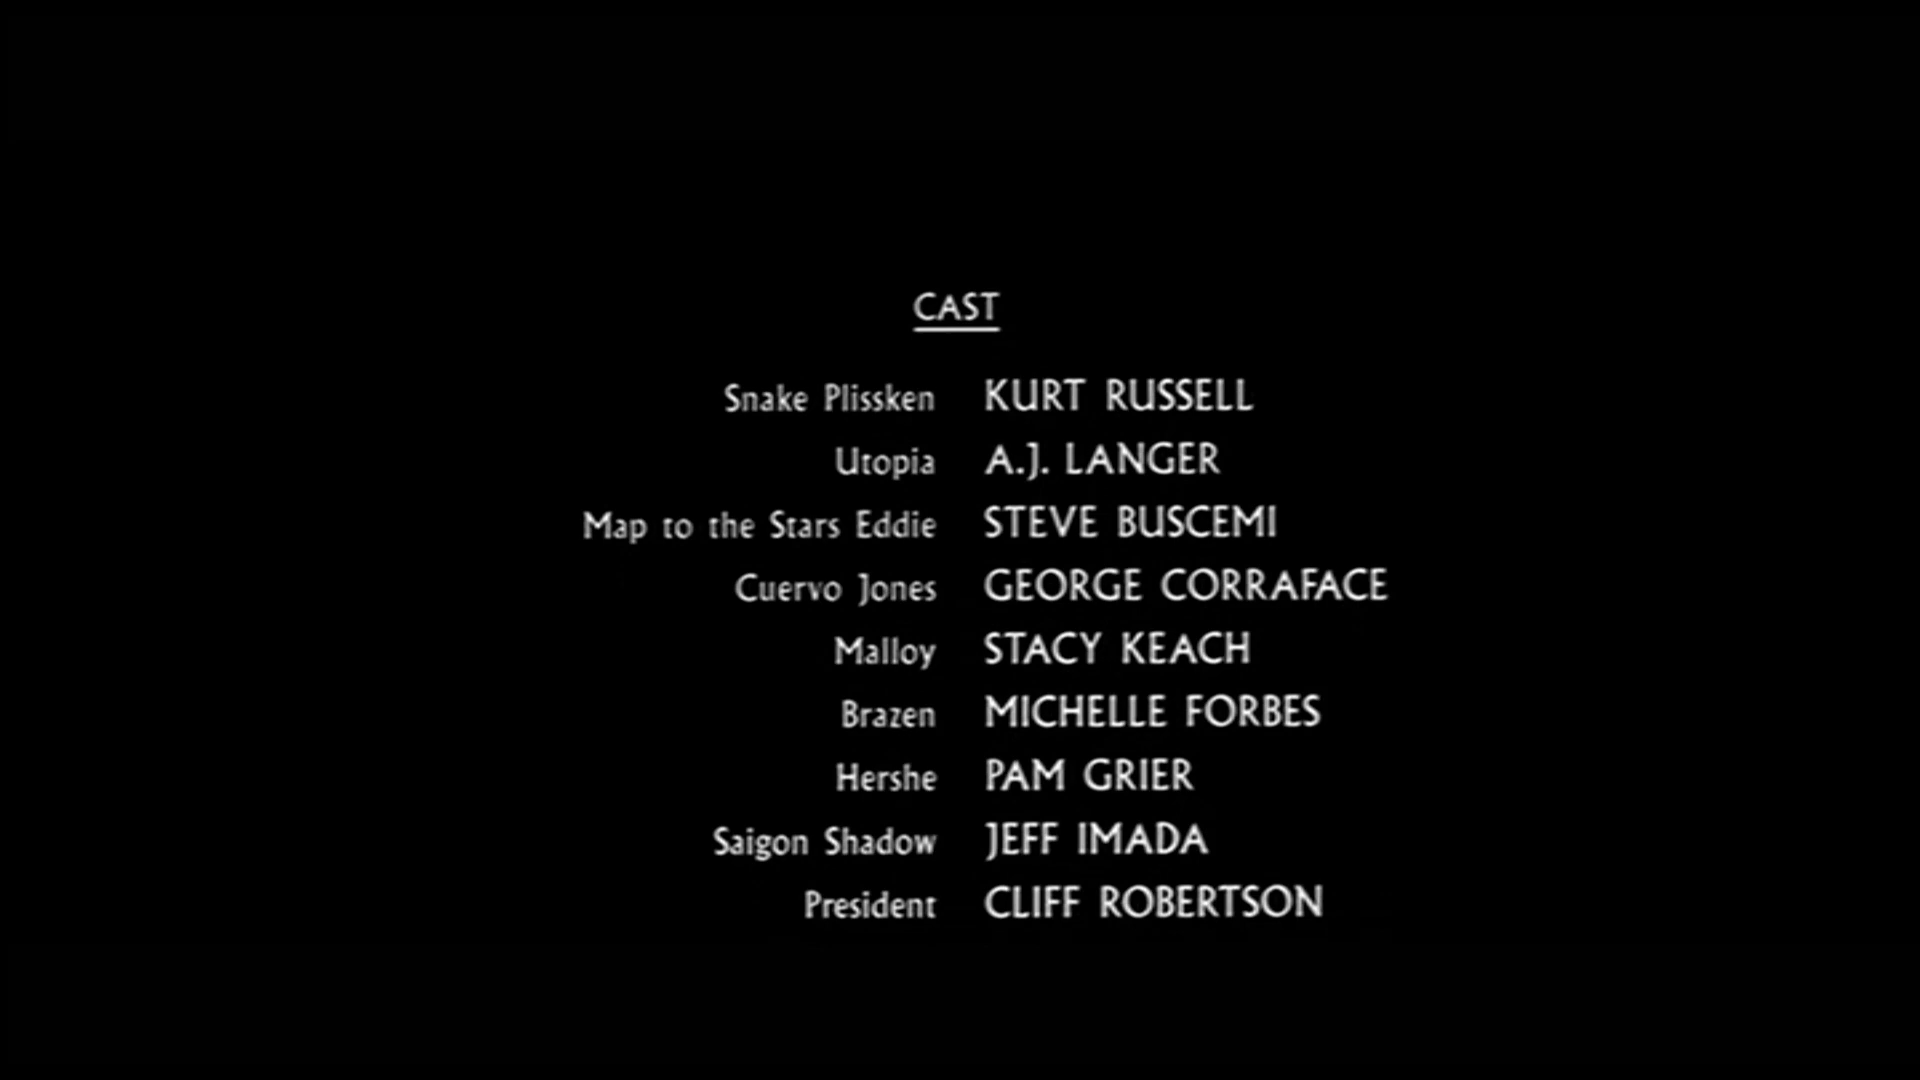 CAST
Snake Plissken KURT RUSSELL
Utopia A.J. LANGER
Map to the Stars Eddie STEVE BUSCEMI
Cuervo Jones GEORGE CORRAFACE
Malloy STACY KEACH
Brazen MICHELLE FORBES
Hershe PAM GRIER
Saigon Shadow JEFF IMADA
President CLIFF ROBERTSON